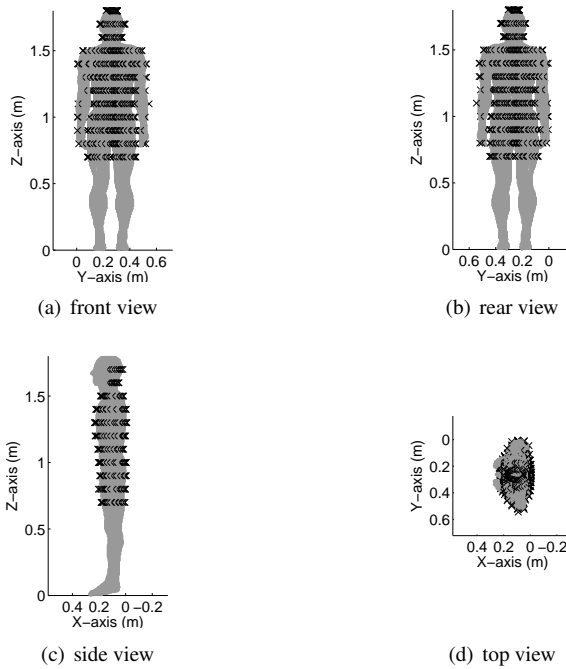 1.5
1
0.5
0
Z−axis (m)
0 0.2 0.4 0.6
Y−axis (m)
(a) front view
1.5
1
0.5
0
Z−axis (m)
0.6 0.4 0.2 0
Y−axis (m)
(b) rear view
1.5
1
0.5
0
Z−axis (m)
0.4 0.2 0 −0.2
X−axis (m)
(c) side view
0
0.2
0.4
0.6
Y−axis (m)
0.4 0.2 0 −0.2
X−axis (m)
(d) top view